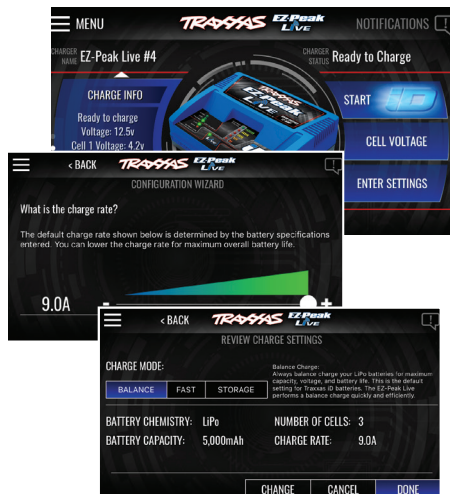 MENU
TRAXXAS EZ-Peak LIVE
NOTIFICATIONS
CHARGER NAME EZ-Peak Live #4
CHARGER STATUS Ready to Charge
CHARGE INFO
Ready to charge
Voltage: 12.5v
Cell 1 Voltage: 4.2v
START iD
CELL VOLTAGE
ENTER SETTINGS
< BACK
TRAXXAS EZ-Peak LIVE
CONFIGURATION WIZARD
What is the charge rate?
The default charge rate shown below is determined by the battery specifications
entered. You can lower the charge rate for maximum overall battery life.
9.0A - +
< BACK
TRAXXAS EZ-Peak LIVE
REVIEW CHARGE SETTINGS
CHARGE MODE:
BALANCE FAST STORAGE
Balance Charge:
Always balance charge your LiPo batteries for maximum
capacity, voltage, and battery life. This is the default
setting for Traxxas iD batteries. The EZ-Peak Live
performs a balance charge quickly and efficiently.
BATTERY CHEMISTRY: LiPo
NUMBER OF CELLS: 3
BATTERY CAPACITY: 5,000mAh
CHARGE RATE: 9.0A
CHANGE CANCEL DONE